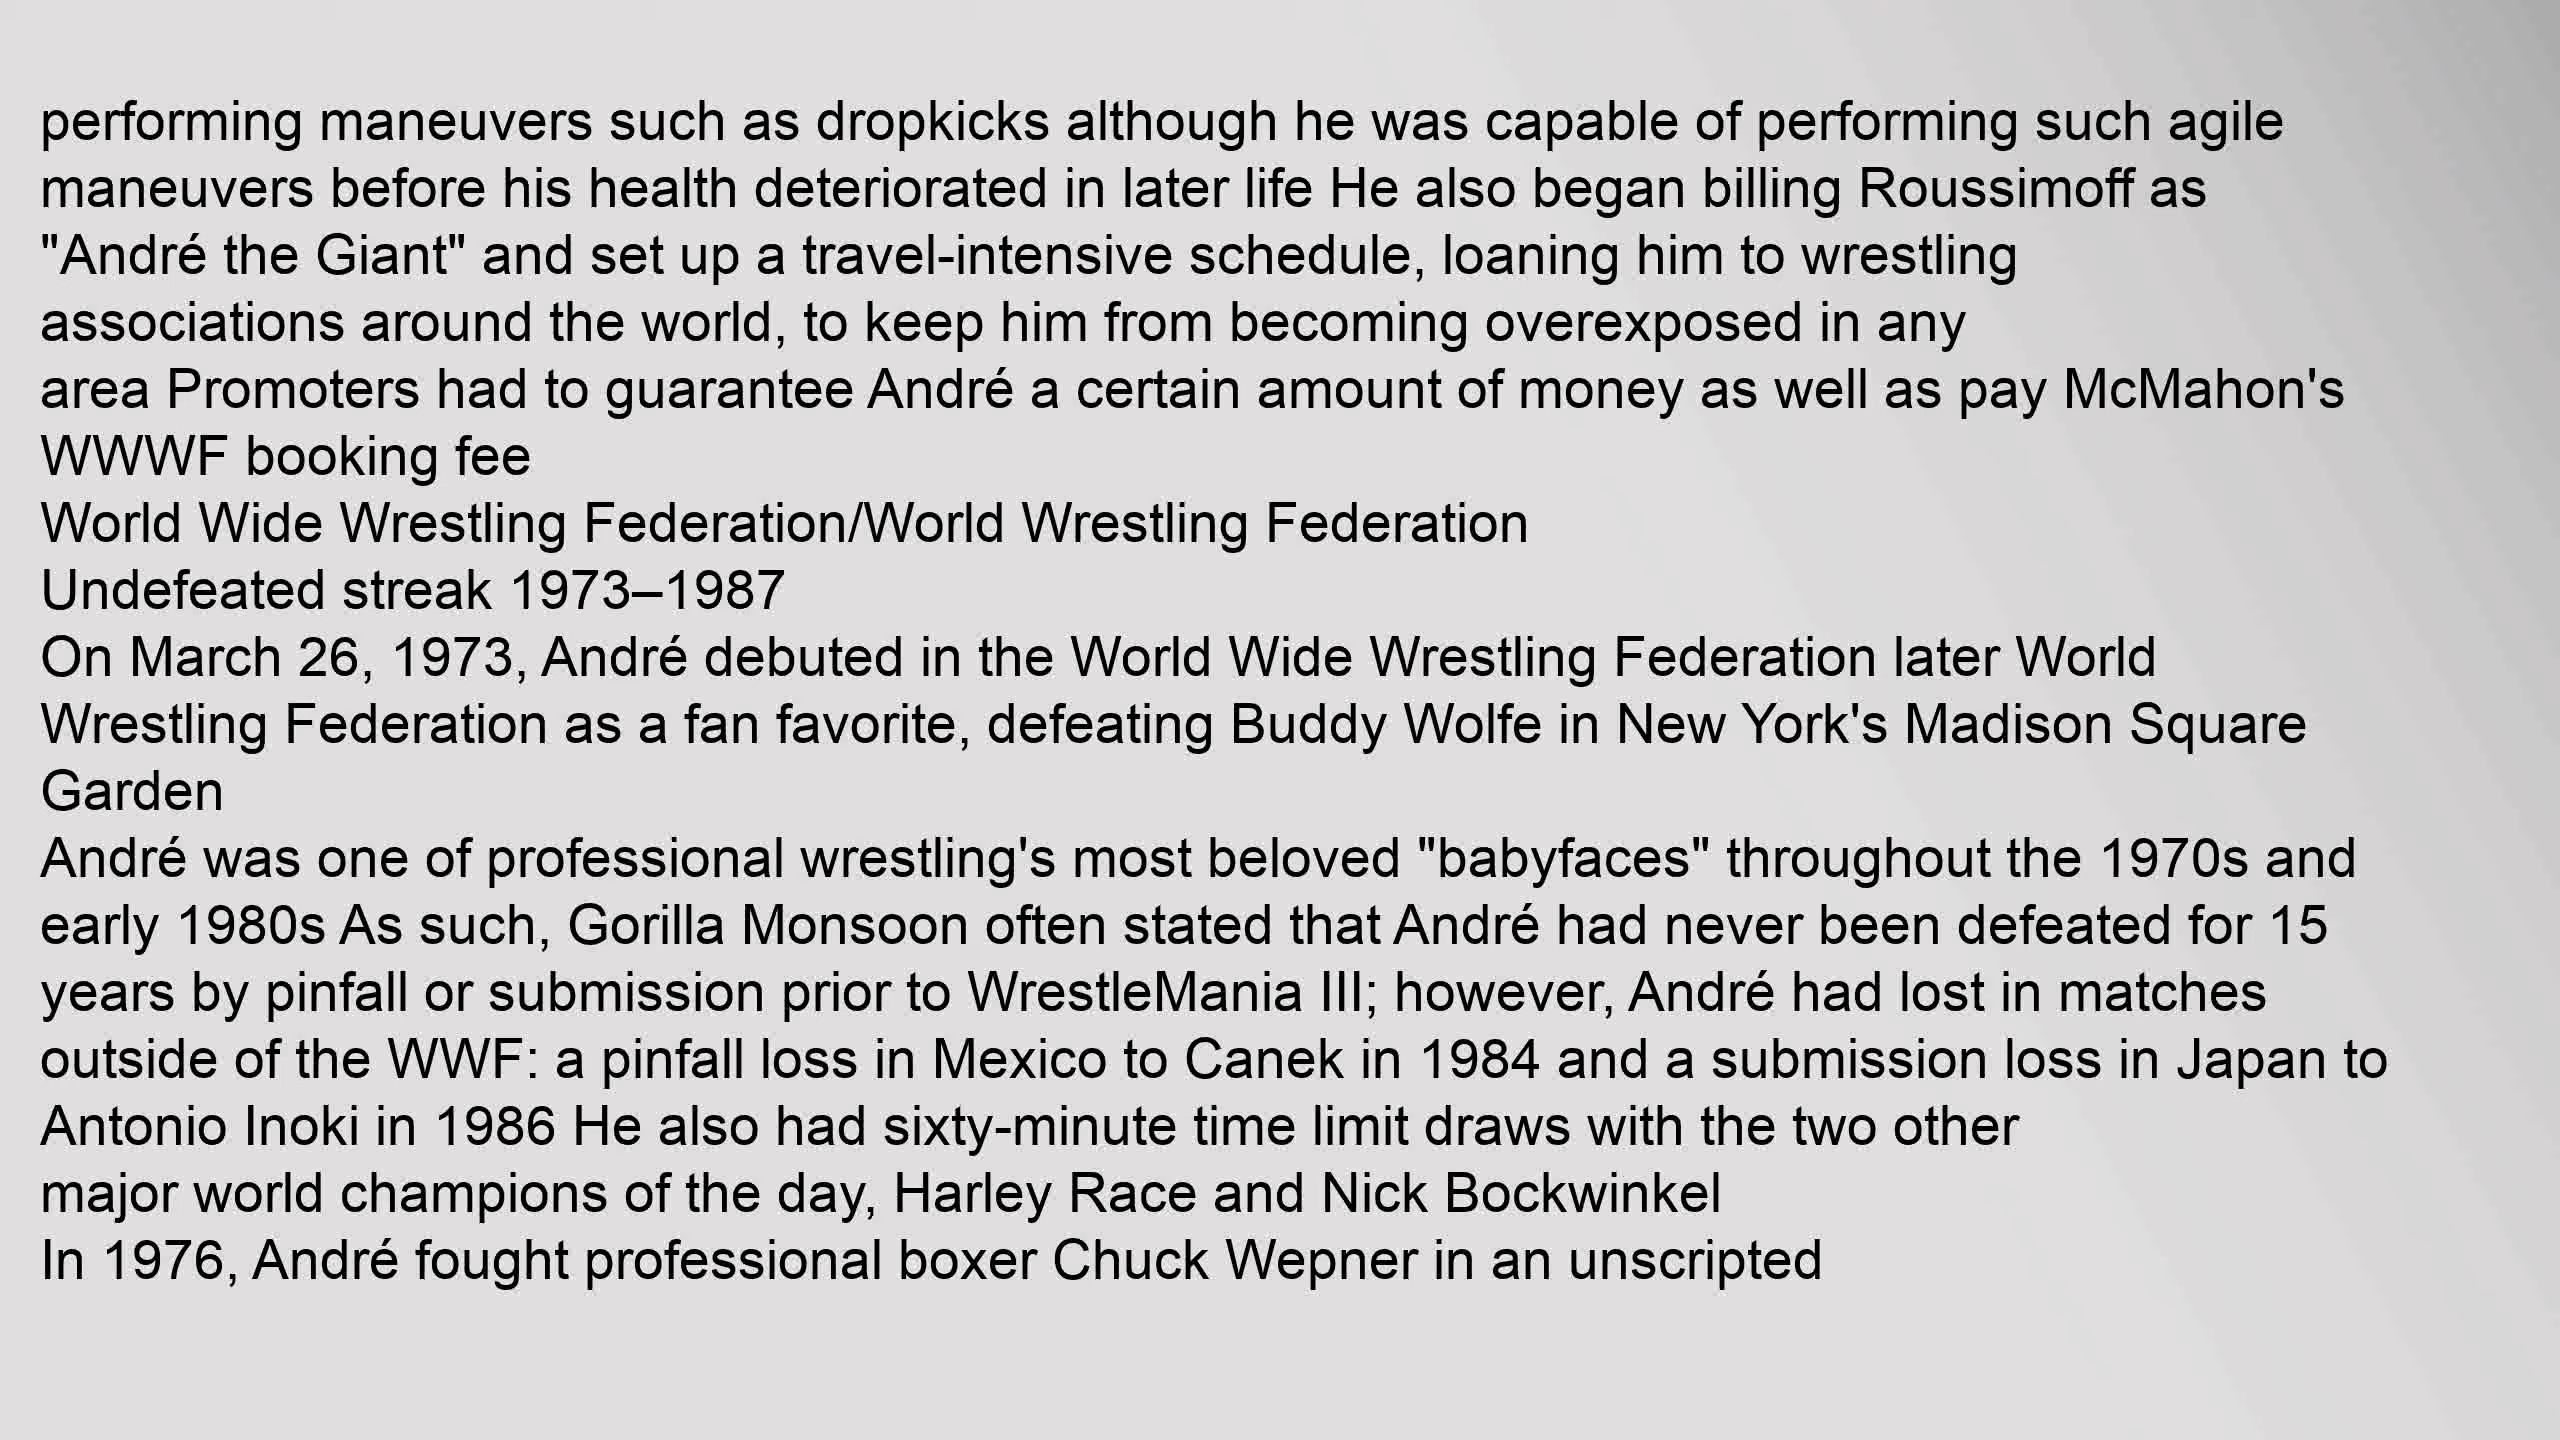 performing maneuvers such as dropkicks although he was capable of performing such agile
maneuvers before his health deteriorated in later life He also began billing Roussimoff as
"André the Giant" and set up a travel-intensive schedule, loaning him to wrestling
associations around the world, to keep him from becoming overexposed in any
area Promoters had to guarantee André a certain amount of money as well as pay McMahon's
WWWF booking fee
World Wide Wrestling Federation/World Wrestling Federation
Undefeated streak 1973–1987
On March 26, 1973, André debuted in the World Wide Wrestling Federation later World
Wrestling Federation as a fan favorite, defeating Buddy Wolfe in New York's Madison Square
Garden
André was one of professional wrestling's most beloved "babyfaces" throughout the 1970s and
early 1980s As such, Gorilla Monsoon often stated that André had never been defeated for 15
years by pinfall or submission prior to WrestleMania III; however, André had lost in matches
outside of the WWF: a pinfall loss in Mexico to Canek in 1984 and a submission loss in Japan to
Antonio Inoki in 1986 He also had sixty-minute time limit draws with the two other
major world champions of the day, Harley Race and Nick Bockwinkel
In 1976, André fought professional boxer Chuck Wepner in an unscripted